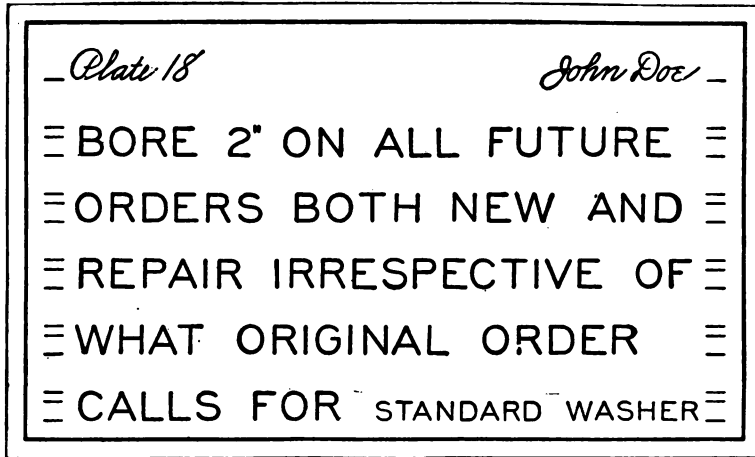 Plate 18 John Doe
BORE 2" ON ALL FUTURE
ORDERS BOTH NEW AND
REPAIR IRRESPECTIVE OF
WHAT ORIGINAL ORDER
CALLS FOR STANDARD WASHER